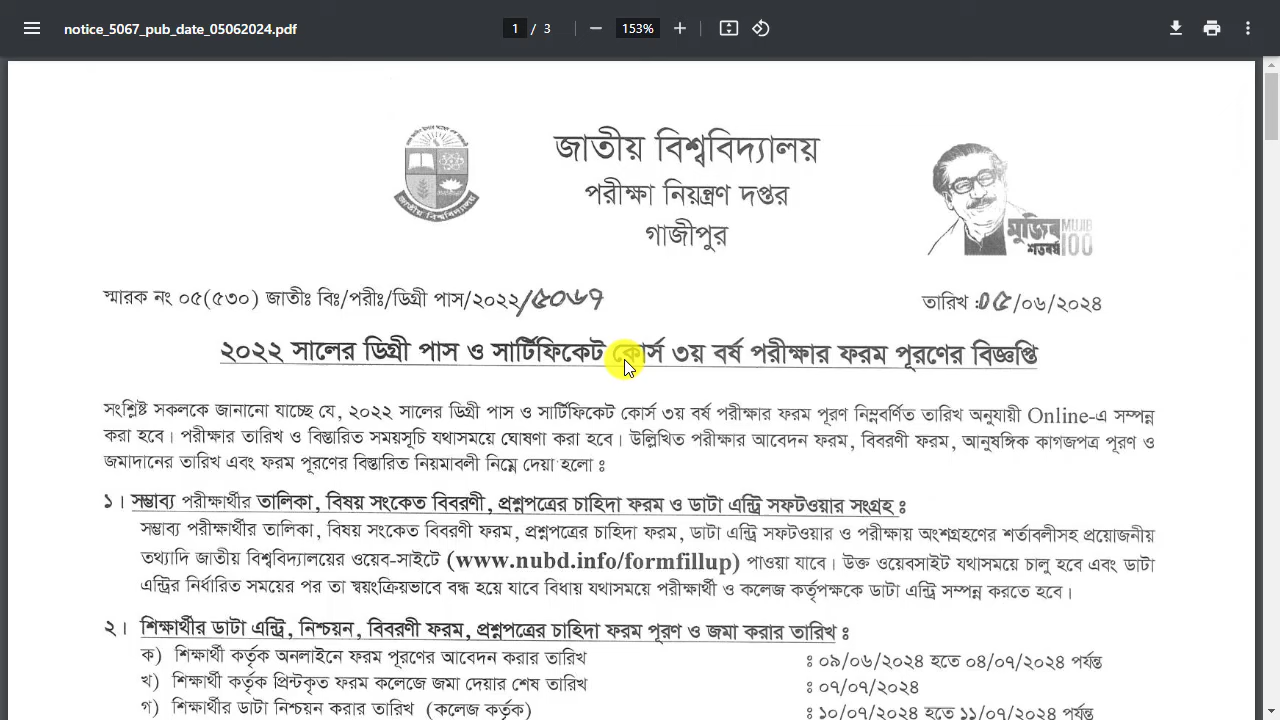 notice_5067_pub_date_05062024.pdf
1 / 3
153%
জাতীয় বিশ্ববিদ্যালয়
পরীক্ষা নিয়ন্ত্রণ দপ্তর
গাজীপুর
জাতীয় বিশ্ববিদ্যালয়
মুজিব MUJIB
শতবর্ষ 100
স্মারক নং ০৫(৫৩০) জাতীঃ বিঃ/পরীঃ/ডিগ্রী পাস/২০২২/৫০৬৭
তারিখ :০৫/০৬/২০২৪
২০২২ সালের ডিগ্রী পাস ও সার্টিফিকেট কোর্স ৩য় বর্ষ পরীক্ষার ফরম পূরণের বিজ্ঞপ্তি
সংশ্লিষ্ট সকলকে জানানো যাচ্ছে যে, ২০২২ সালের ডিগ্রী পাস ও সার্টিফিকেট কোর্স ৩য় বর্ষ পরীক্ষার ফরম পূরণ নিম্নবর্ণিত তারিখ অনুযায়ী Online-এ সম্পন্ন
করা হবে। পরীক্ষার তারিখ ও বিস্তারিত সময়সূচি যথাসময়ে ঘোষণা করা হবে। উল্লিখিত পরীক্ষার আবেদন ফরম, বিবরণী ফরম, আনুষঙ্গিক কাগজপত্র পূরণ ও
জমাদানের তারিখ এবং ফরম পূরণের বিস্তারিত নিয়মাবলী নিম্নে দেয়া হলো ঃ
১। সম্ভাব্য পরীক্ষার্থীর তালিকা, বিষয় সংকেত বিবরণী, প্রশ্নপত্রের চাহিদা ফরম ও ডাটা এন্ট্রি সফটওয়ার সংগ্রহ ঃ
সম্ভাব্য পরীক্ষার্থীর তালিকা, বিষয় সংকেত বিবরণী ফরম, প্রশ্নপত্রের চাহিদা ফরম, ডাটা এন্ট্রি সফটওয়ার ও পরীক্ষায় অংশগ্রহণের শর্তাবলীসহ প্রয়োজনীয়
তথ্যাদি জাতীয় বিশ্ববিদ্যালয়ের ওয়েব-সাইটে (www.nubd.info/formfillup) পাওয়া যাবে। উক্ত ওয়েবসাইট যথাসময়ে চালু হবে এবং ডাটা
এন্ট্রির নির্ধারিত সময়ের পর তা স্বয়ংক্রিয়ভাবে বন্ধ হয়ে যাবে বিধায় যথাসময়ে পরীক্ষার্থী ও কলেজ কর্তৃপক্ষকে ডাটা এন্ট্রি সম্পন্ন করতে হবে।
২। শিক্ষার্থীর ডাটা এন্ট্রি, নিশ্চয়ন, বিবরণী ফরম, প্রশ্নপত্রের চাহিদা ফরম পূরণ ও জমা করার তারিখ ঃ
ক) শিক্ষার্থী কর্তৃক অনলাইনে ফরম পূরণের আবেদন করার তারিখ ঃ ০৯/০৬/২০২৪ হতে ০৪/০৭/২০২৪ পর্যন্ত
খ) শিক্ষার্থী কর্তৃক প্রিন্টকৃত ফরম কলেজে জমা দেয়ার শেষ তারিখ ঃ ০৭/০৭/২০২৪
গ) শিক্ষার্থীর ডাটা নিশ্চয়ন করার তারিখ (কলেজ কর্তৃক) ঃ ১০/০৭/২০২৪ হতে ১১/০৭/২০২৪ পর্যন্ত